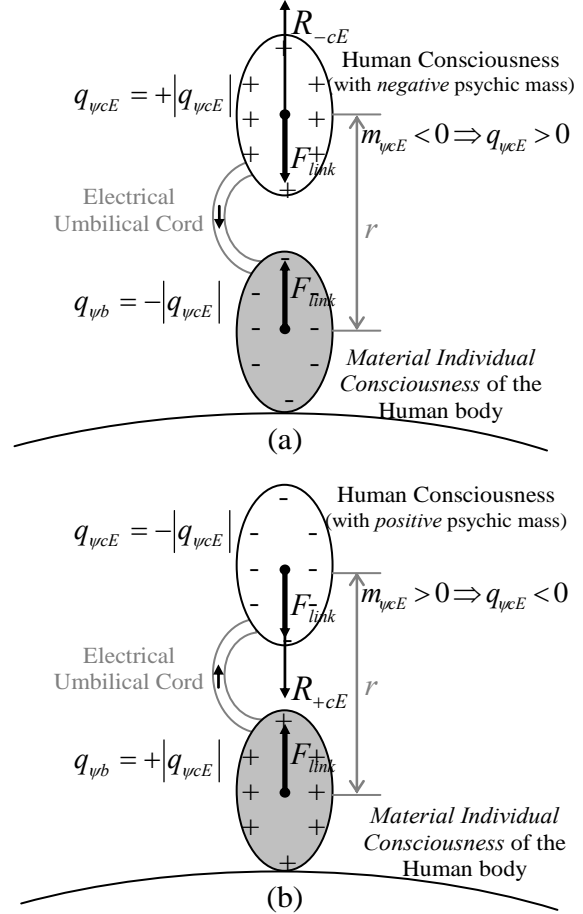 R₋cE
Human Consciousness
(with negative psychic mass)
qψcE = +|qψcE|
+ + + + + + + +
mψcE < 0 ⇒ qψcE > 0
Flink
Electrical
Umbilical Cord
r
Flink
qψb = −|qψcE|
- - - - - - - -
Material Individual
Consciousness of the
Human body
(a)
Human Consciousness
(with positive psychic mass)
qψcE = −|qψcE|
- - - - - - - -
mψcE > 0 ⇒ qψcE < 0
Flink
Electrical
Umbilical Cord
R₊cE
r
Flink
qψb = +|qψcE|
+ + + + + + + +
Material Individual
Consciousness of the
Human body
(b)